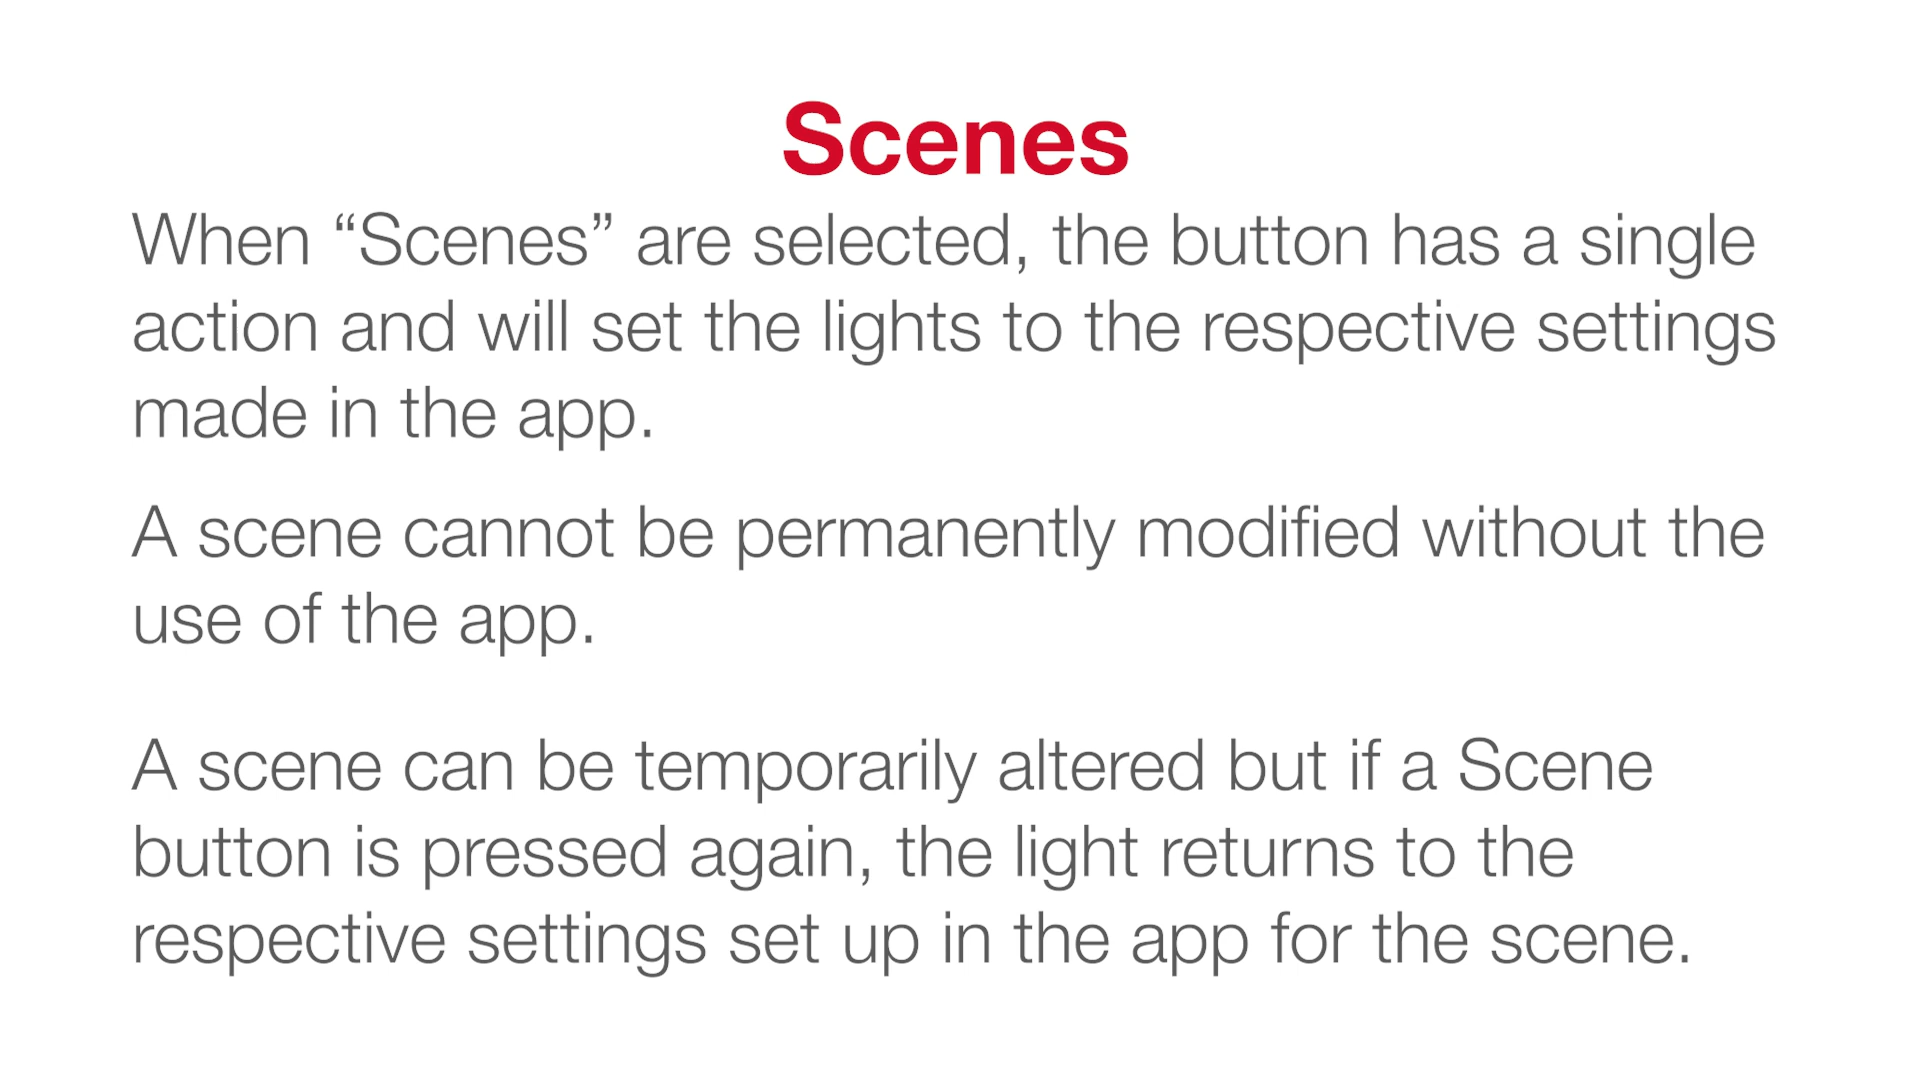 Scenes
When “Scenes” are selected, the button has a single
action and will set the lights to the respective settings
made in the app.
A scene cannot be permanently modified without the
use of the app.
A scene can be temporarily altered but if a Scene
button is pressed again, the light returns to the
respective settings set up in the app for the scene.